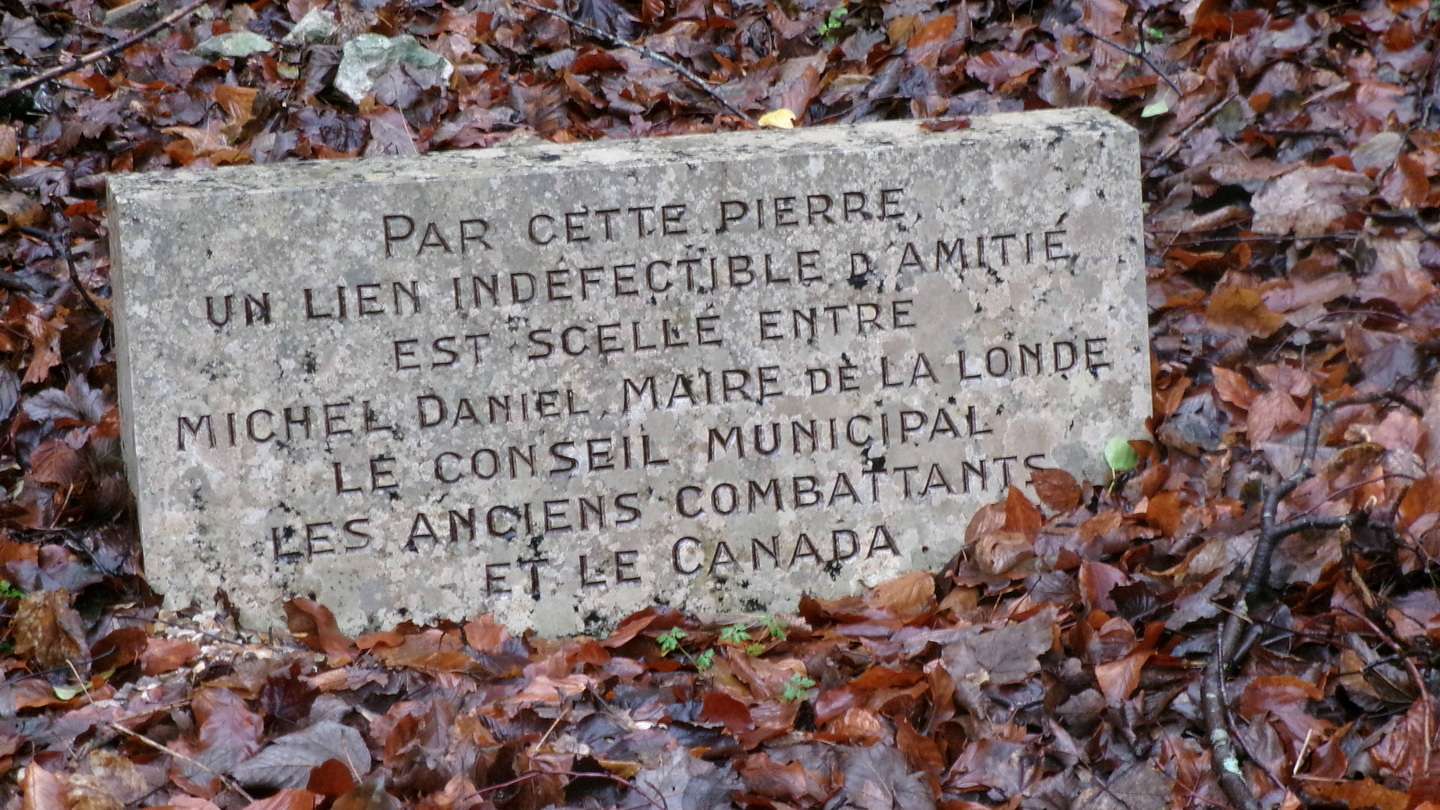 PAR CETTE PIERRE
UN LIEN INDÉFECTIBLE D'AMITIÉ
EST SCELLÉ ENTRE
MICHEL DANIEL, MAIRE DE LA LONDE
LE CONSEIL MUNICIPAL
LES ANCIENS COMBATTANTS
ET LE CANADA